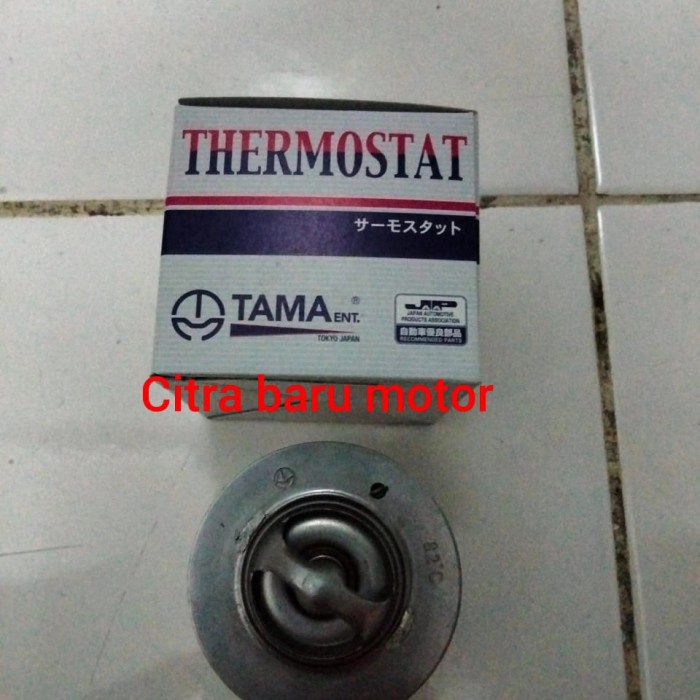 THERMOSTAT
サーモスタット
TAMA ENT. ®
TOKYO JAPAN
JAP
JAPAN AUTOMOTIVE
PRODUCTS ASSOCIATION
自動車優良部品
RECOMMENDED PARTS
Citra baru motor
82°C